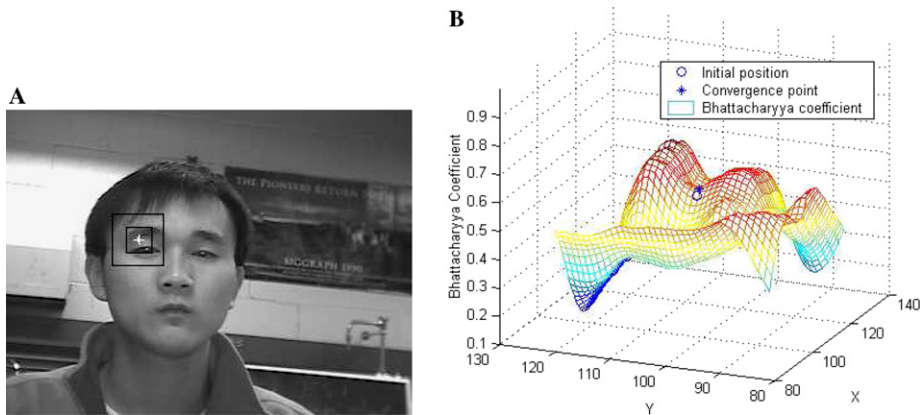 A
THE PIONEERS RETURN
SIGGRAPH 1990
B
Initial position
Convergence point
Bhattacharyya coefficient
Bhattacharyya Coefficient
0.9
0.8
0.7
0.6
0.5
0.4
0.3
0.2
0.1
130
120
110
100
90
80
Y
80
100
120
140
X